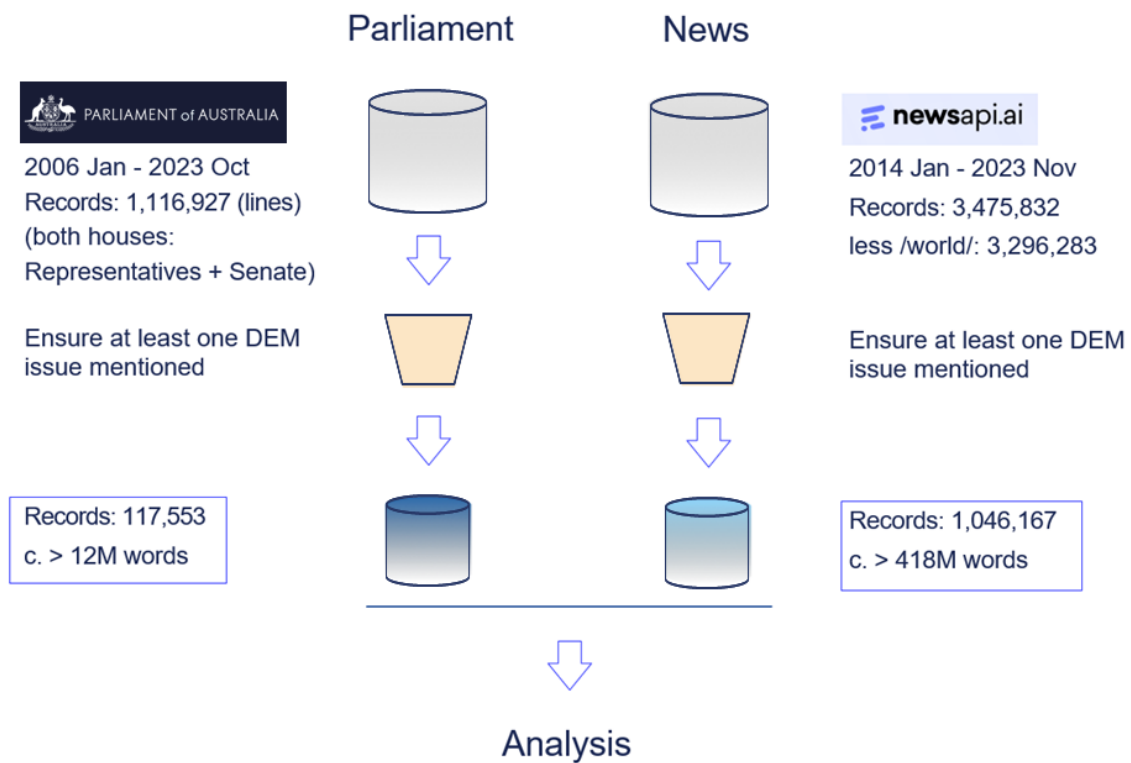 Parliament
News
PARLIAMENT of AUSTRALIA
2006 Jan - 2023 Oct
Records: 1,116,927 (lines)
(both houses:
Representatives + Senate)
newsapi.ai
2014 Jan - 2023 Nov
Records: 3,475,832
less /world/: 3,296,283
Ensure at least one DEM
issue mentioned
Ensure at least one DEM
issue mentioned
Records: 117,553
c. > 12M words
Records: 1,046,167
c. > 418M words
Analysis